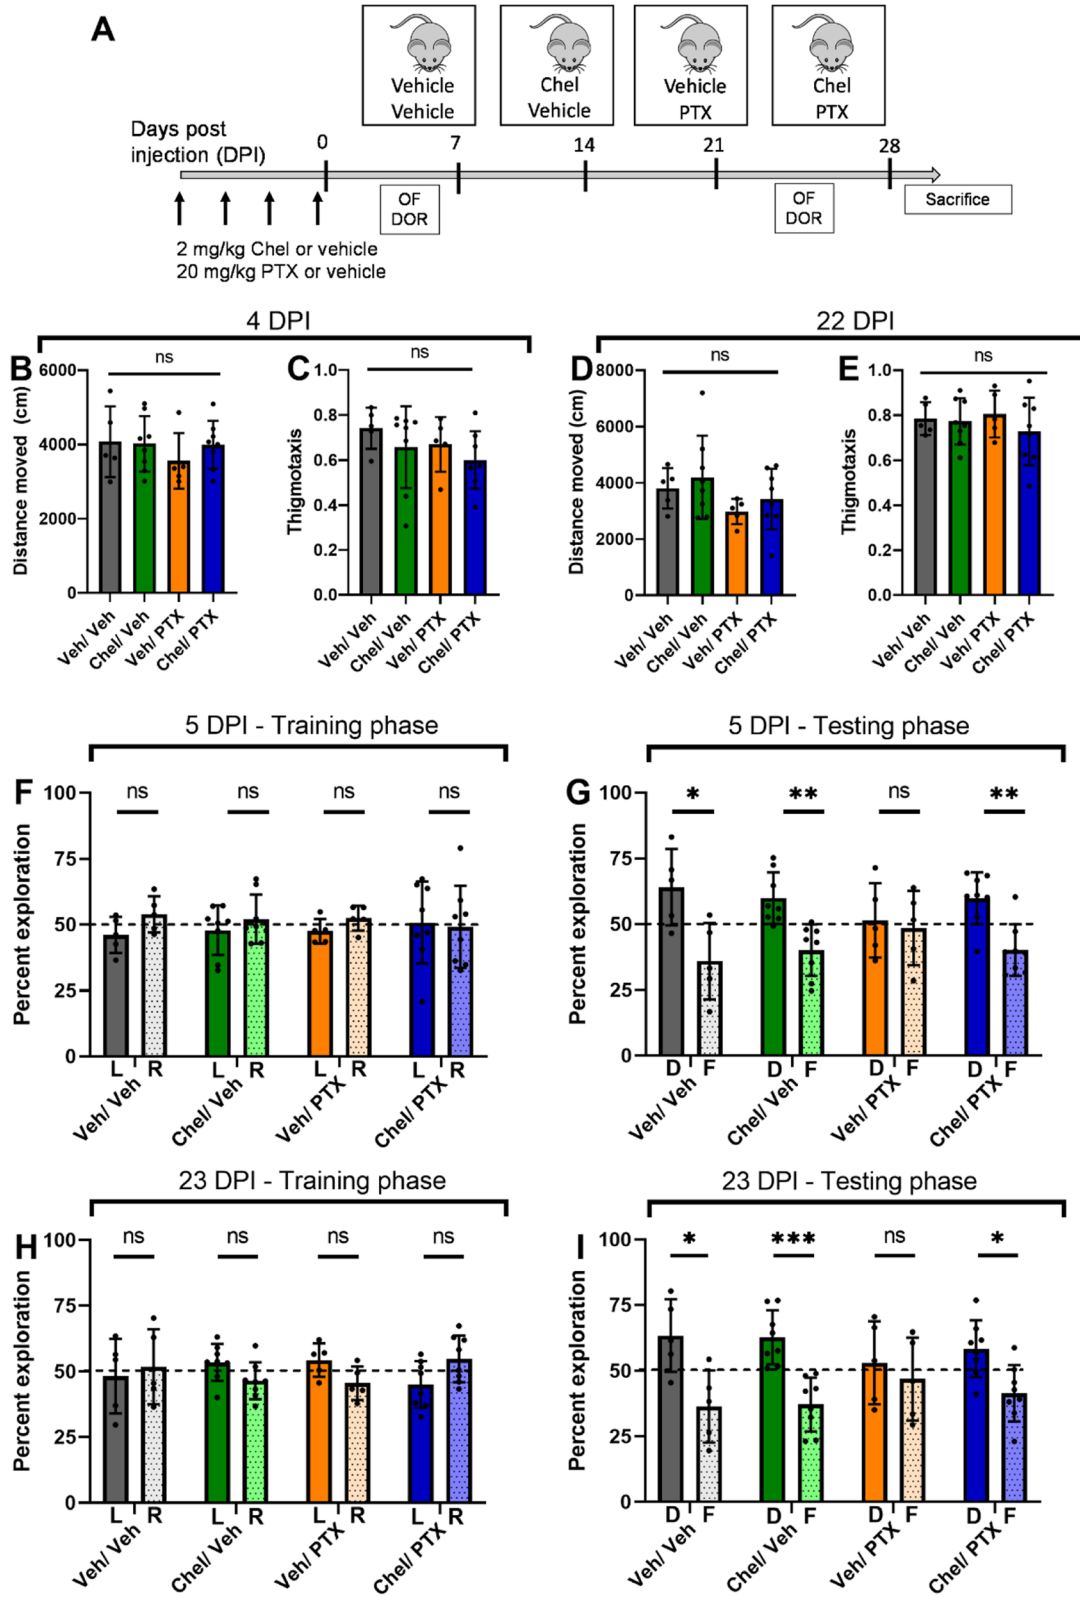 A
Vehicle
Vehicle
Chel
Vehicle
Vehicle
PTX
Chel
PTX
Days post
injection (DPI)
0
7
14
21
28
OF
DOR
OF
DOR
Sacrifice
2 mg/kg Chel or vehicle
20 mg/kg PTX or vehicle
4 DPI
22 DPI
B
ns
Distance moved (cm)
6000
4000
2000
0
Veh/ Veh
Chel/ Veh
Veh/ PTX
Chel/ PTX
C
ns
Thigmotaxis
1.0
0.8
0.6
0.4
0.2
0.0
Veh/ Veh
Chel/ Veh
Veh/ PTX
Chel/ PTX
D
ns
Distance moved (cm)
8000
6000
4000
2000
0
Veh/ Veh
Chel/ Veh
Veh/ PTX
Chel/ PTX
E
ns
Thigmotaxis
1.0
0.8
0.6
0.4
0.2
0.0
Veh/ Veh
Chel/ Veh
Veh/ PTX
Chel/ PTX
5 DPI - Training phase
5 DPI - Testing phase
F
ns ns ns ns
Percent exploration
100
75
50
25
0
L R L R L R L R
Veh/ Veh
Chel/ Veh
Veh/ PTX
Chel/ PTX
G
* ** ns **
Percent exploration
100
75
50
25
0
D F D F D F D F
Veh/ Veh
Chel/ Veh
Veh/ PTX
Chel/ PTX
23 DPI - Training phase
23 DPI - Testing phase
H
ns ns ns ns
Percent exploration
100
75
50
25
0
L R L R L R L R
Veh/ Veh
Chel/ Veh
Veh/ PTX
Chel/ PTX
I
* *** ns *
Percent exploration
100
75
50
25
0
D F D F D F D F
Veh/ Veh
Chel/ Veh
Veh/ PTX
Chel/ PTX